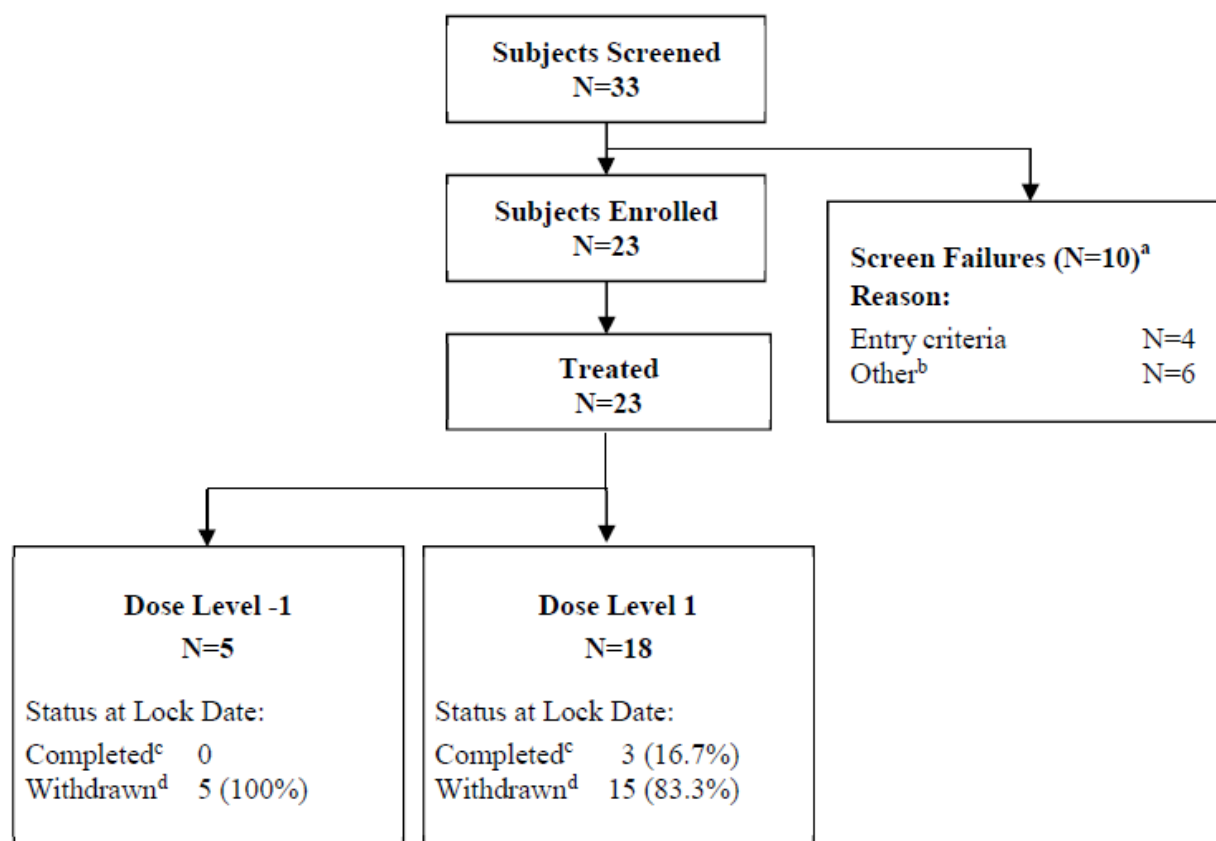 Subjects Screened
N=33
Subjects Enrolled
N=23
Screen Failures (N=10)ᵃ
Reason:
Entry criteria N=4
Otherᵇ N=6
Treated
N=23
Dose Level -1
N=5
Status at Lock Date:
Completedᶜ 0
Withdrawnᵈ 5 (100%)
Dose Level 1
N=18
Status at Lock Date:
Completedᶜ 3 (16.7%)
Withdrawnᵈ 15 (83.3%)